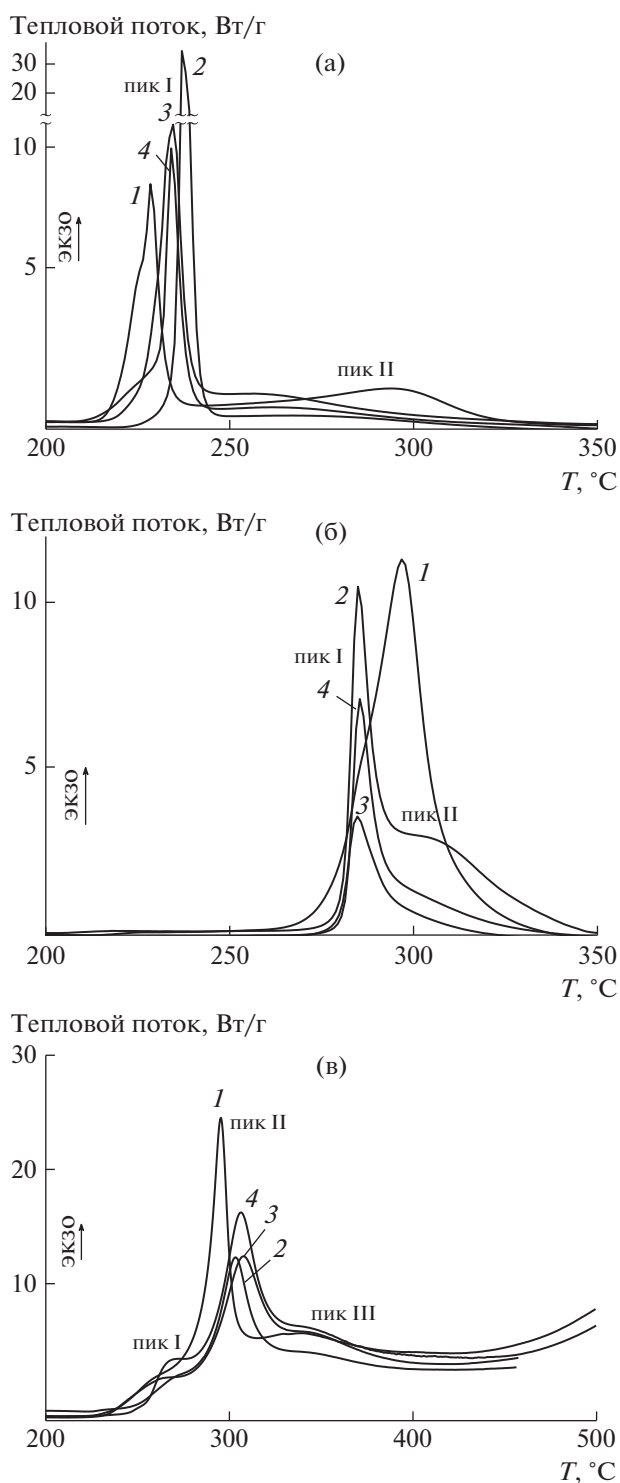 Тепловой поток, Вт/г
(а)
30
20
2
пик I
3
10
4
1
экзо
5
пик II
200
250
300
350
T, °C
Тепловой поток, Вт/г
(б)
1
10
2
пик I
4
5
экзо
3
пик II
200
250
300
350
T, °C
Тепловой поток, Вт/г
30
(в)
1
пик II
20
4
3
экзо
2
10
пик III
пик I
200
300
400
500
T, °C